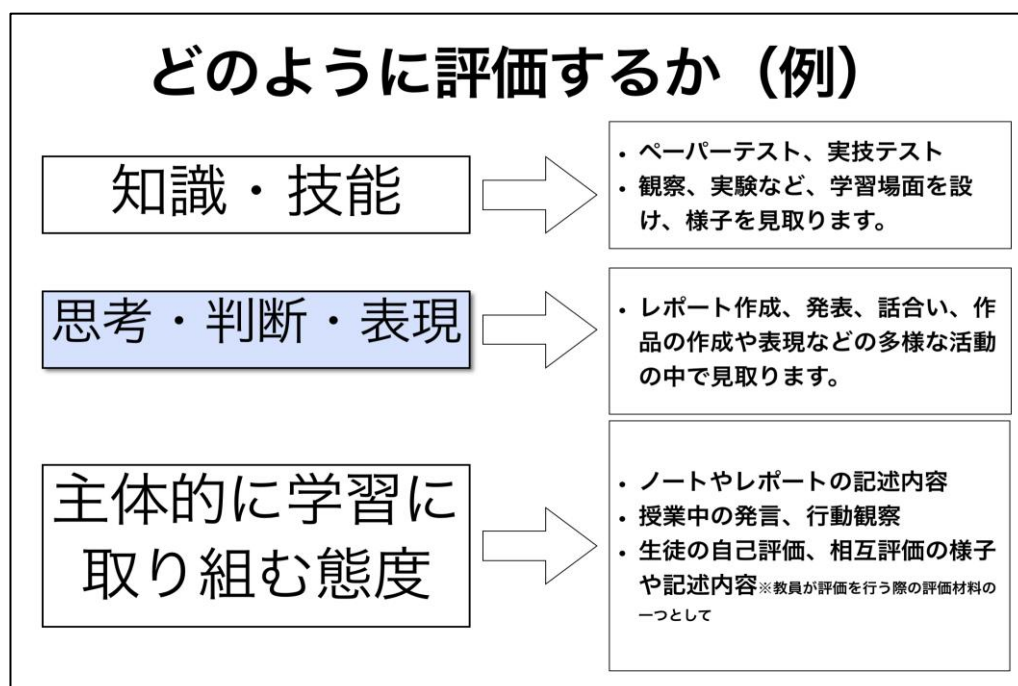 どのように評価するか（例）
知識・技能
・ペーパーテスト、実技テスト
・観察、実験など、学習場面を設
け、様子を見取ります。
思考・判断・表現
・レポート作成、発表、話合い、作
品の作成や表現などの多様な活動
の中で見取ります。
主体的に学習に
取り組む態度
・ノートやレポートの記述内容
・授業中の発言、行動観察
・生徒の自己評価、相互評価の様子
や記述内容※教員が評価を行う際の評価材料の
一つとして